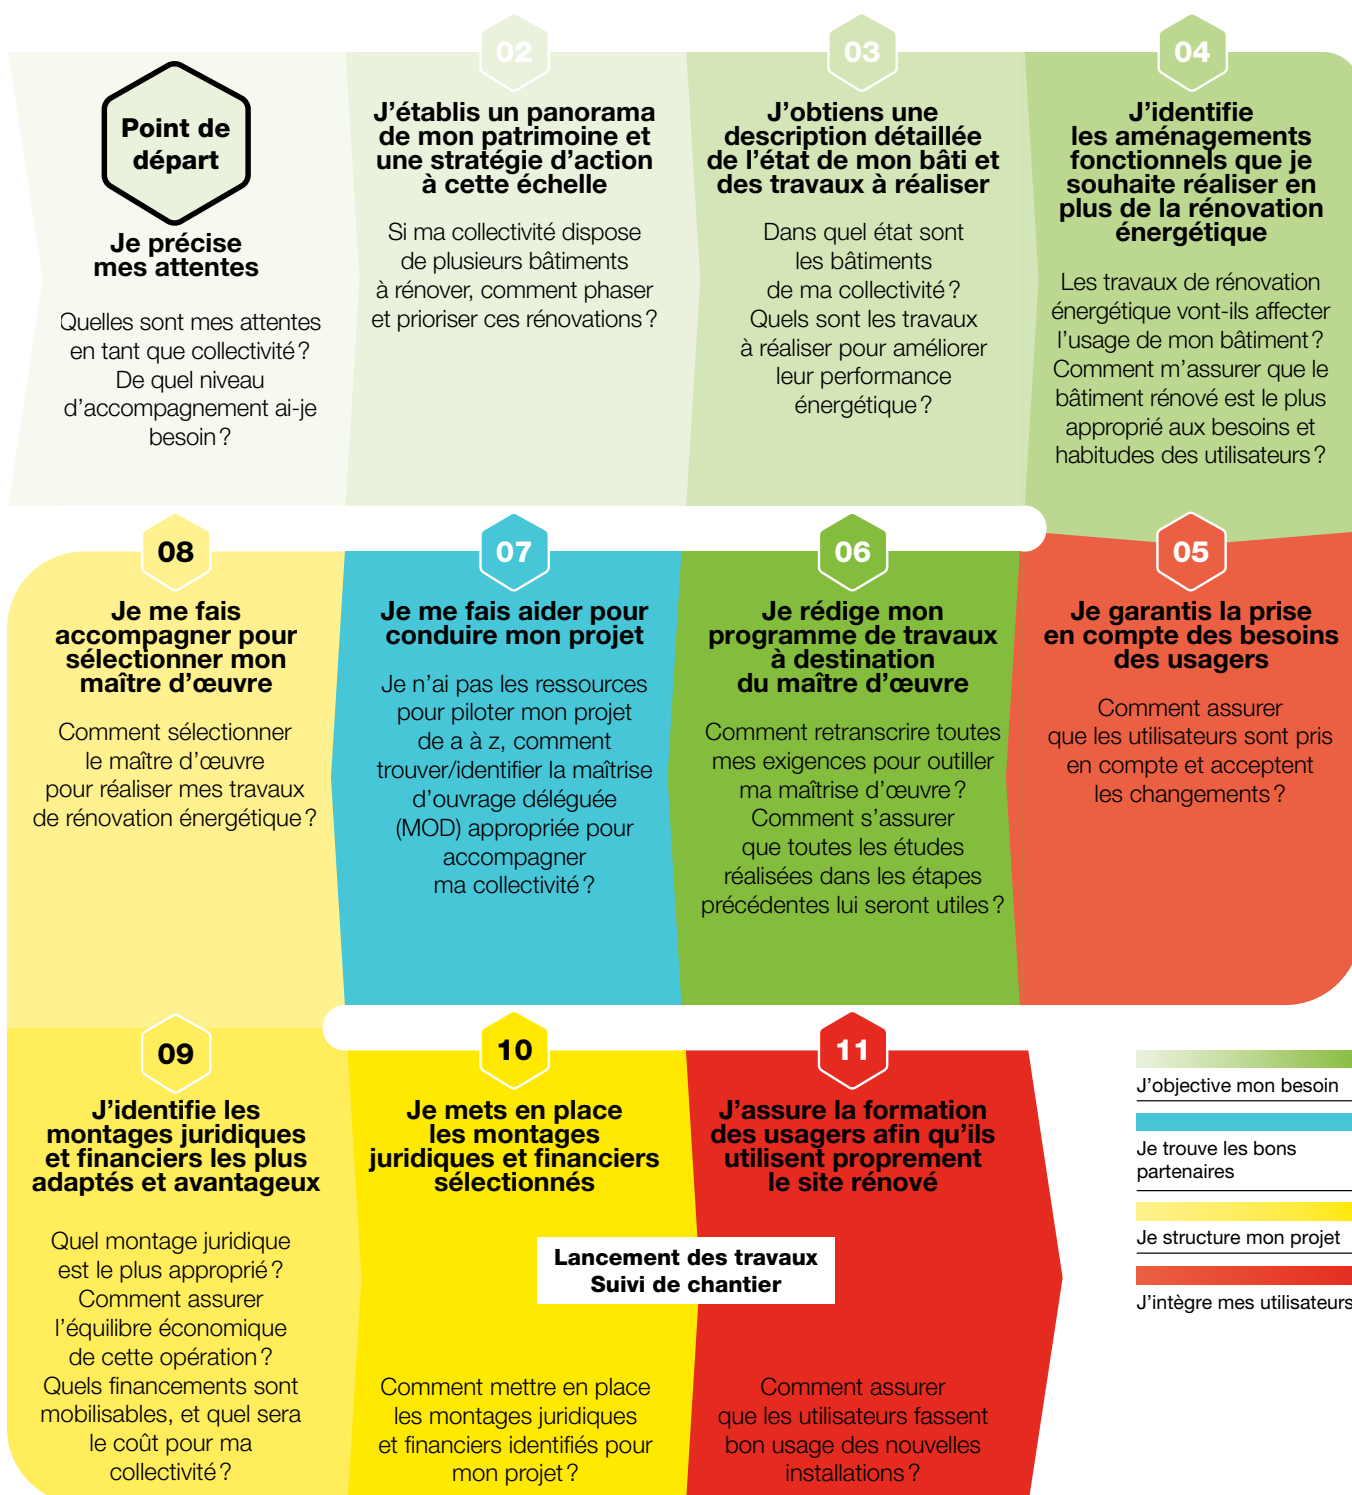 Point de
départ
Je précise
mes attentes
Quelles sont mes attentes
en tant que collectivité ?
De quel niveau
d’accompagnement ai-je
besoin ?
02
J’établis un panorama
de mon patrimoine et
une stratégie d’action
à cette échelle
Si ma collectivité dispose
de plusieurs bâtiments
à rénover, comment phaser
et prioriser ces rénovations ?
03
J’obtiens une
description détaillée
de l’état de mon bâti et
des travaux à réaliser
Dans quel état sont
les bâtiments
de ma collectivité ?
Quels sont les travaux
à réaliser pour améliorer
leur performance
énergétique ?
04
J’identifie
les aménagements
fonctionnels que je
souhaite réaliser en
plus de la rénovation
énergétique
Les travaux de rénovation
énergétique vont-ils affecter
l’usage de mon bâtiment ?
Comment m’assurer que le
bâtiment rénové est le plus
approprié aux besoins et
habitudes des utilisateurs ?
05
Je garantis la prise
en compte des besoins
des usagers
Comment assurer
que les utilisateurs sont pris
en compte et acceptent
les changements ?
06
Je rédige mon
programme de travaux
à destination
du maître d’œuvre
Comment retranscrire toutes
mes exigences pour outiller
ma maîtrise d’œuvre ?
Comment s’assurer
que toutes les études
réalisées dans les étapes
précédentes lui seront utiles ?
07
Je me fais aider pour
conduire mon projet
Je n’ai pas les ressources
pour piloter mon projet
de a à z, comment
trouver/identifier la maîtrise
d’ouvrage déléguée
(MOD) appropriée pour
accompagner
ma collectivité ?
08
Je me fais
accompagner pour
sélectionner mon
maître d’œuvre
Comment sélectionner
le maître d’œuvre
pour réaliser mes travaux
de rénovation énergétique ?
09
J’identifie les
montages juridiques
et financiers les plus
adaptés et avantageux
Quel montage juridique
est le plus approprié ?
Comment assurer
l’équilibre économique
de cette opération ?
Quels financements sont
mobilisables, et quel sera
le coût pour ma
collectivité ?
10
Je mets en place
les montages
juridiques et financiers
sélectionnés
Comment mettre en place
les montages juridiques
et financiers identifiés pour
mon projet ?
Lancement des travaux
Suivi de chantier
11
J’assure la formation
des usagers afin qu’ils
utilisent proprement
le site rénové
Comment assurer
que les utilisateurs fassent
bon usage des nouvelles
installations ?
J’objective mon besoin
Je trouve les bons
partenaires
Je structure mon projet
J’intègre mes utilisateurs